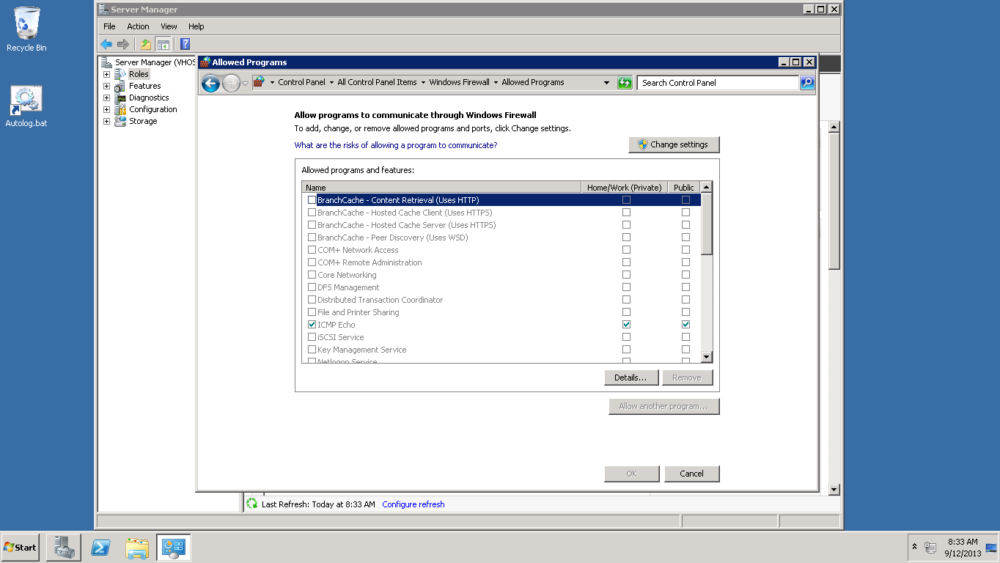 Recycle Bin
Autolog.bat
Server Manager
File Action View Help
Server Manager (VHOS
Roles
Features
Diagnostics
Configuration
Storage
Allowed Programs
Control Panel All Control Panel Items Windows Firewall Allowed Programs
Search Control Panel
Allow programs to communicate through Windows Firewall
To add, change, or remove allowed programs and ports, click Change settings.
What are the risks of allowing a program to communicate?
Change settings
Allowed programs and features:
Name Home/Work (Private) Public
BranchCache - Content Retrieval (Uses HTTP)
BranchCache - Hosted Cache Client (Uses HTTPS)
BranchCache - Hosted Cache Server (Uses HTTPS)
BranchCache - Peer Discovery (Uses WSD)
COM+ Network Access
COM+ Remote Administration
Core Networking
DFS Management
Distributed Transaction Coordinator
File and Printer Sharing
ICMP Echo
iSCSI Service
Key Management Service
Netlogon Service
Details... Remove
Allow another program...
OK Cancel
Last Refresh: Today at 8:33 AM Configure refresh
Start
8:33 AM
9/12/2013